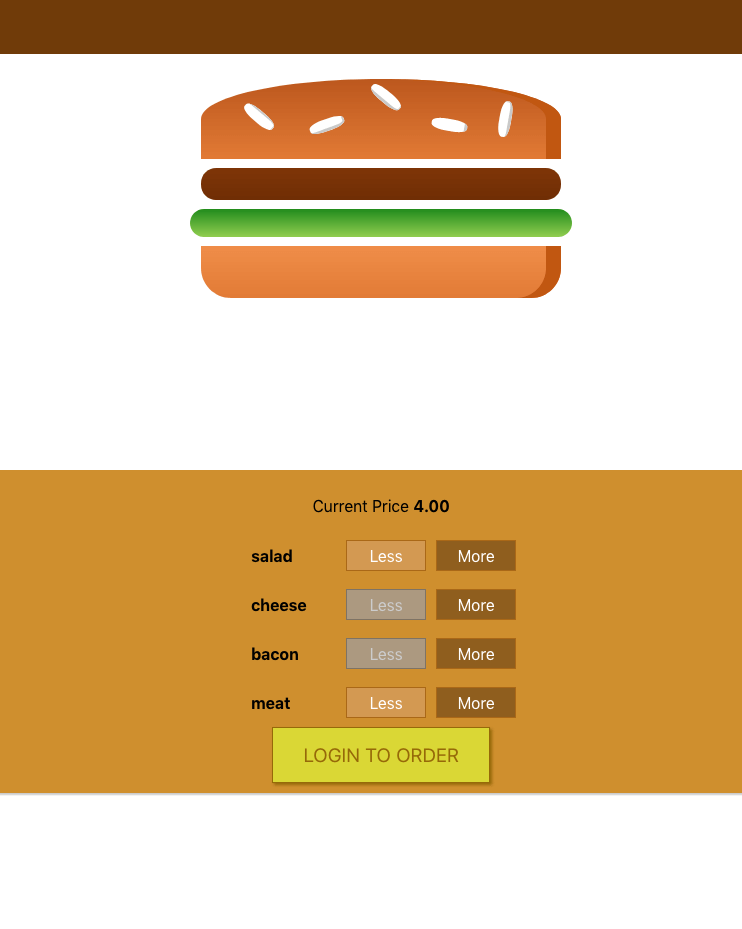 Current Price 4.00
salad Less More
cheese Less More
bacon Less More
meat Less More
LOGIN TO ORDER